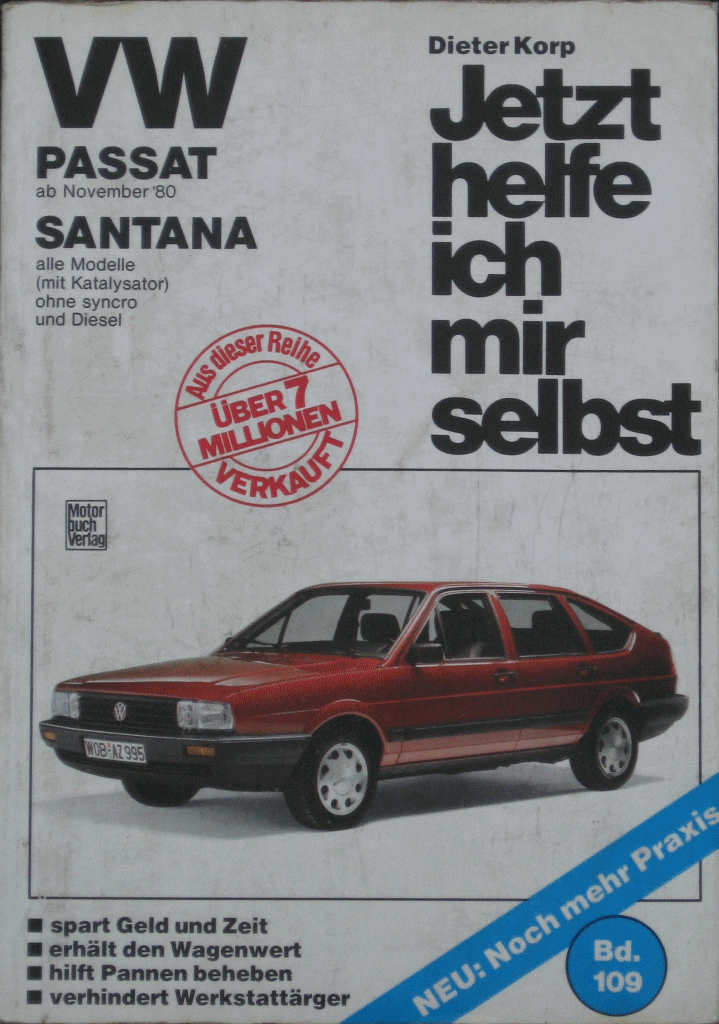 VW
PASSAT
ab November '80
SANTANA
alle Modelle
(mit Katalysator)
ohne syncro
und Diesel
Dieter Korp
Jetzt
helfe
ich
mir
selbst
Aus dieser Reihe
ÜBER 7
MILLIONEN
VERKAUFT
Motor
buch
Verlag
WOB-AZ 995
NEU: Noch mehr Praxis
Bd.
109
■ spart Geld und Zeit
■ erhält den Wagenwert
■ hilft Pannen beheben
■ verhindert Werkstattärger